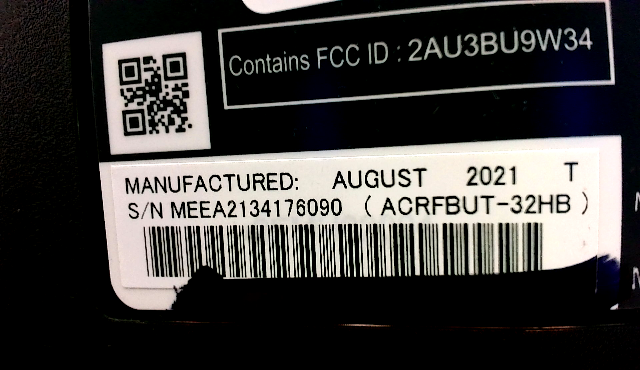 Contains FCC ID : 2AU3BU9W34
MANUFACTURED: AUGUST 2021 T
S/N MEEA2134176090 ( ACRFBUT-32HB )